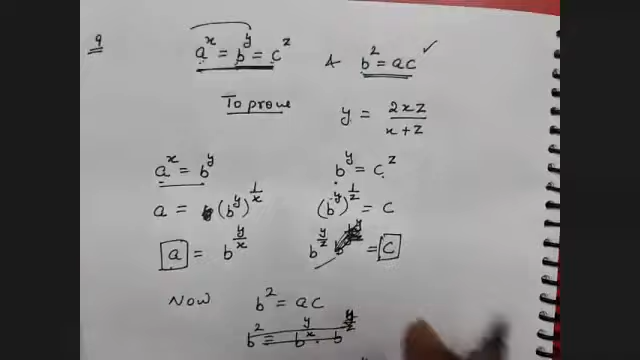 9
a^x = b^y = c^z & b^2 = ac ✓
To prove
y = 2xz / x+z
a^x = b^y b^y = c^z
a = (b^y)^(1/x) (b^y)^(1/z) = c
a = b^(y/x) b^(y/z) = c
Now b^2 = ac
b^2 = b^(y/x) . b^(y/z)